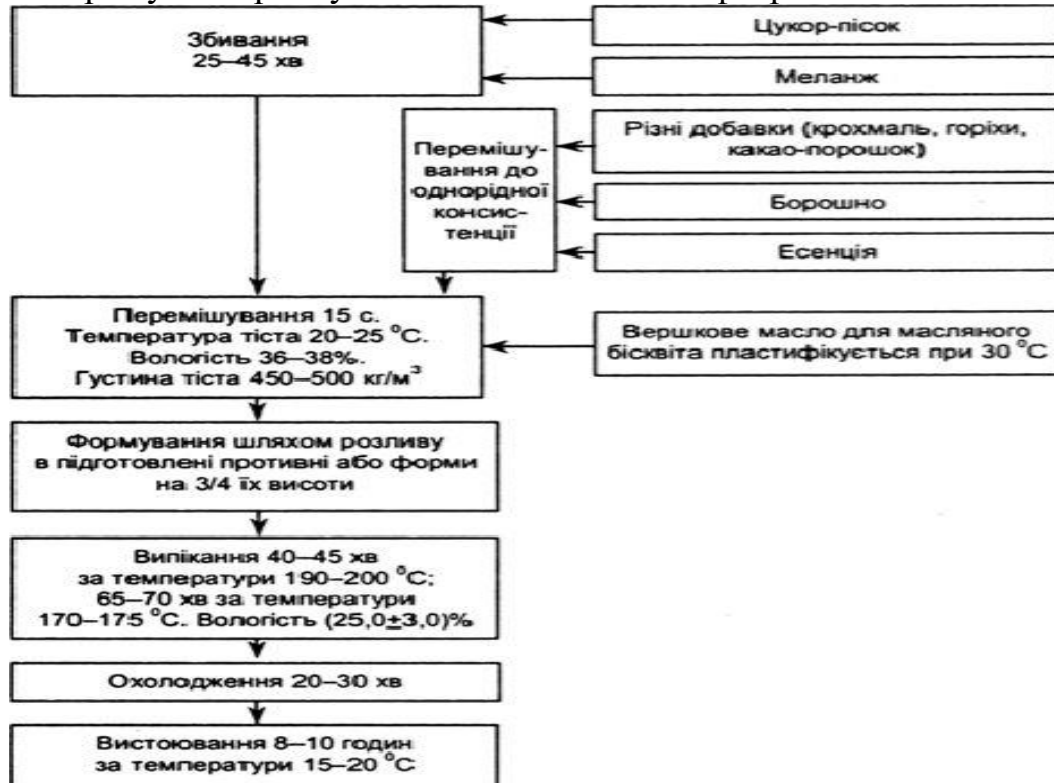 Збивання
25–45 хв
Цукор-пісок
Меланж
Перемішу-
вання до
однорідної
консис-
тенції
Різні добавки (крохмаль, горіхи,
какао-порошок)
Борошно
Есенція
Перемішування 15 с.
Температура тіста 20–25 °С.
Вологість 36–38%.
Густина тіста 450–500 кг/м³
Вершкове масло для масляного
бісквіта пластифікується при 30 °С
Формування шляхом розливу
в підготовлені противні або форми
на 3/4 їх висоти
Випікання 40–45 хв
за температури 190–200 °С;
65–70 хв за температури
170–175 °С. Вологість (25,0±3,0)%
Охолодження 20–30 хв
Вистоювання 8–10 годин
за температури 15–20 °С